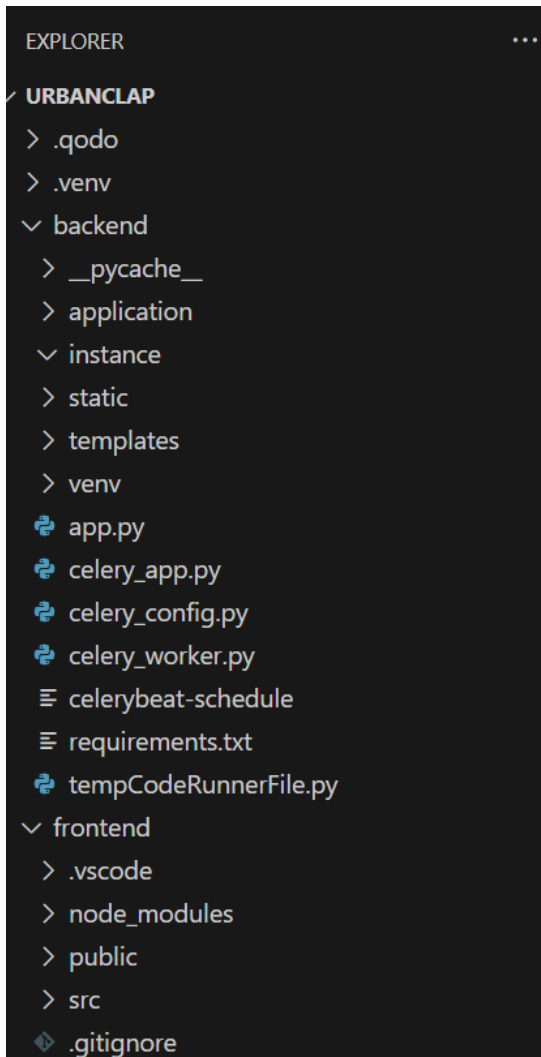 EXPLORER ...
URBANCLAP
.qodo
.venv
backend
__pycache__
application
instance
static
templates
venv
app.py
celery_app.py
celery_config.py
celery_worker.py
celerybeat-schedule
requirements.txt
tempCodeRunnerFile.py
frontend
.vscode
node_modules
public
src
.gitignore